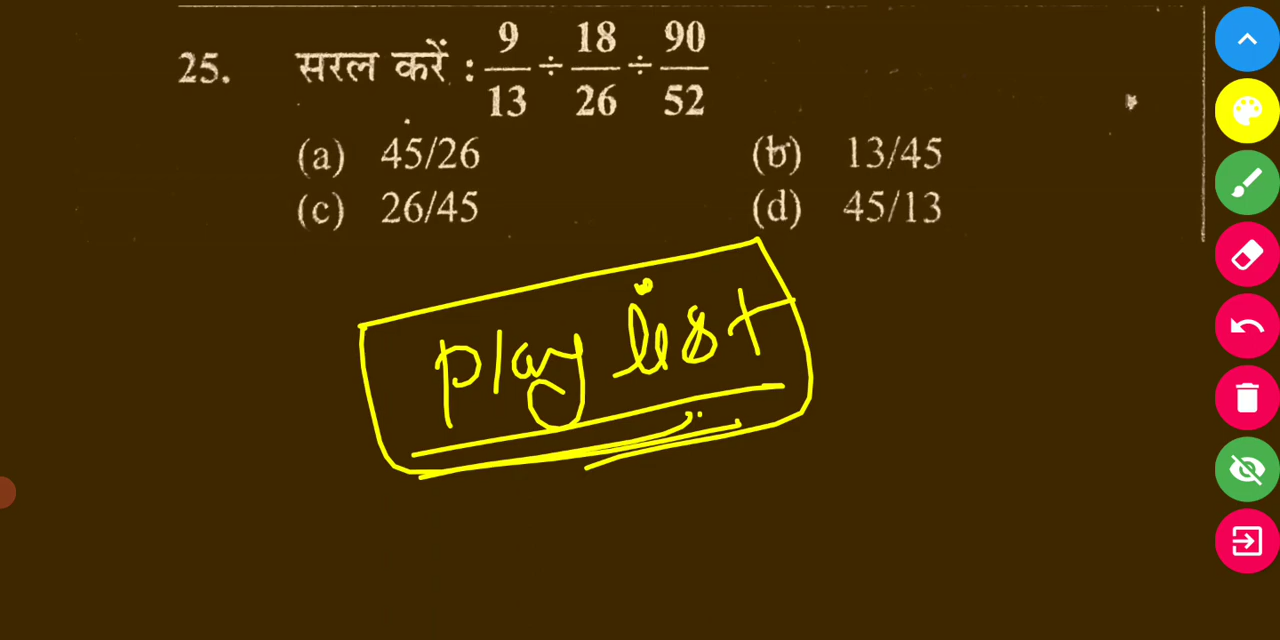 25. सरल करें : 9/13 ÷ 18/26 ÷ 90/52
(a) 45/26 (b) 13/45
(c) 26/45 (d) 45/13
play list